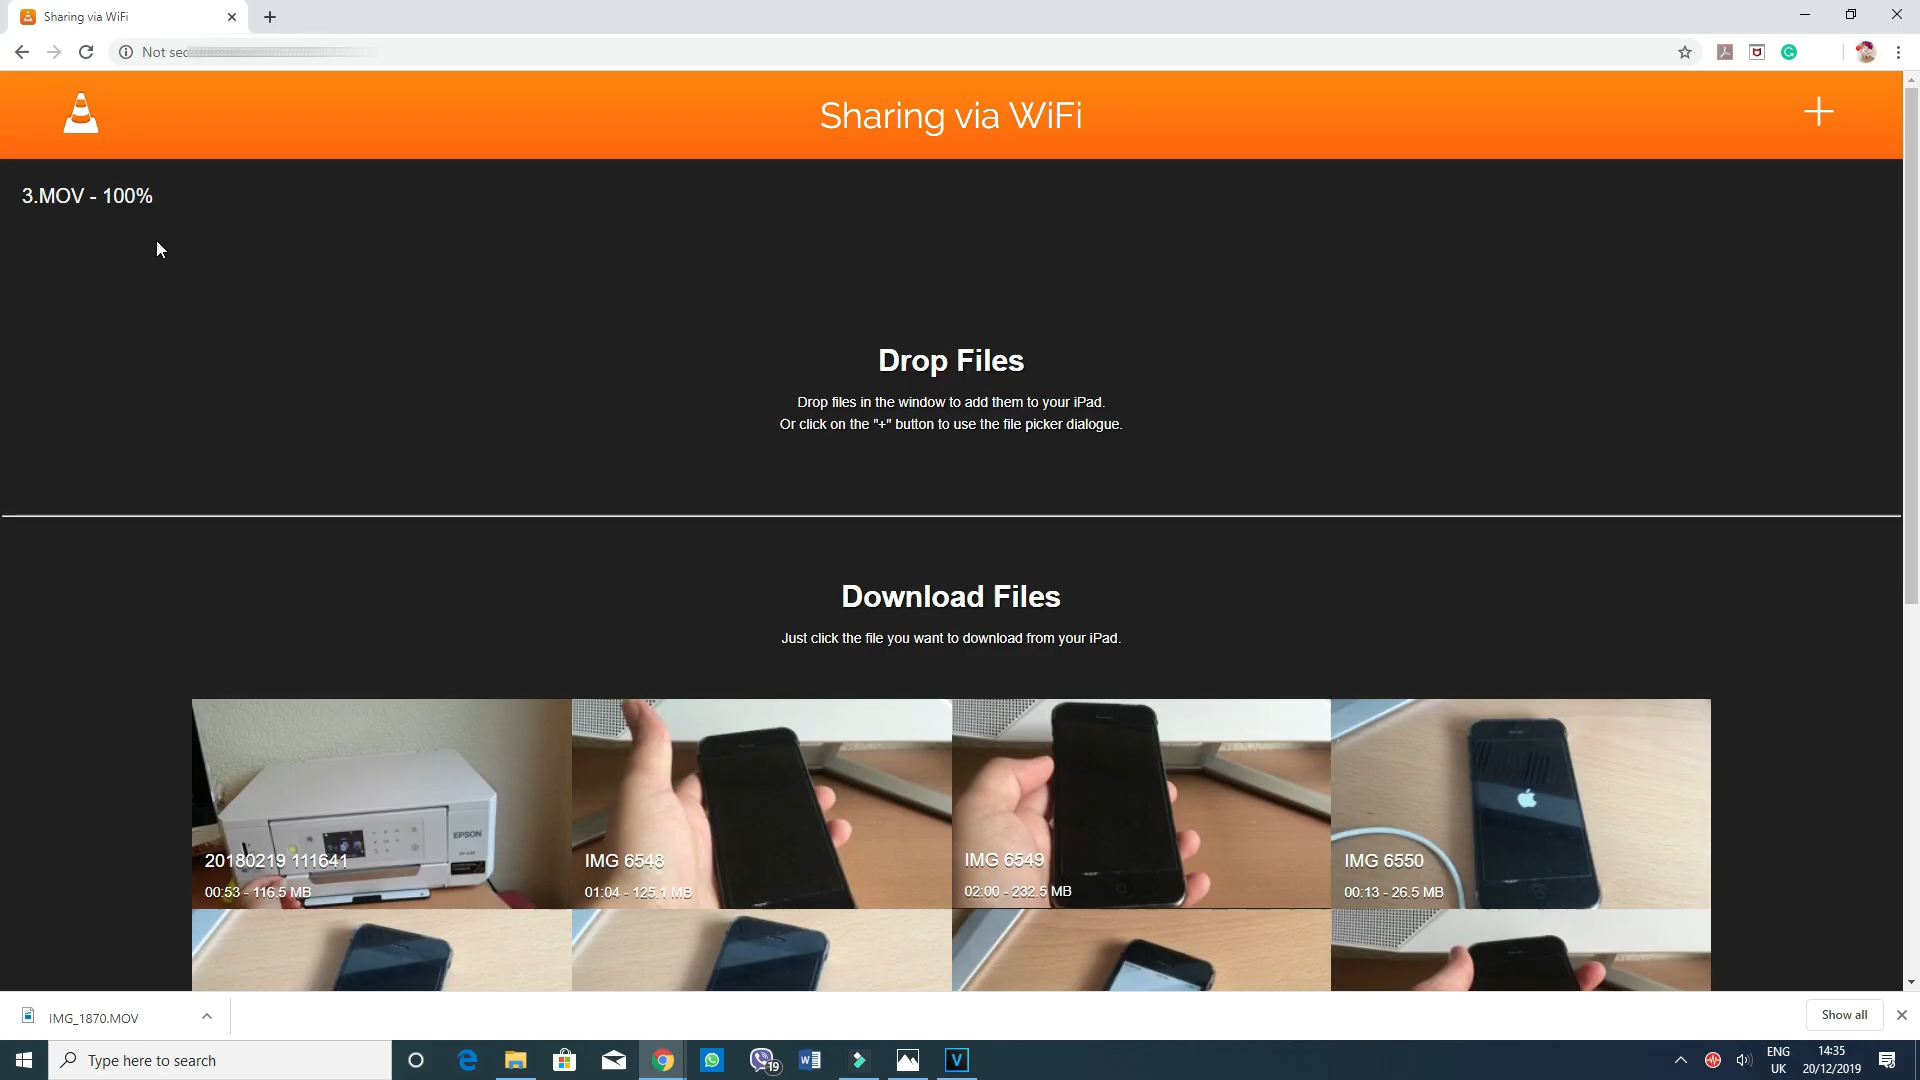 Sharing via WiFi
Not sec
Sharing via WiFi
3.MOV - 100%
Drop Files
Drop files in the window to add them to your iPad.
Or click on the "+" button to use the file picker dialogue.
Download Files
Just click the file you want to download from your iPad.
EPSON
20180219 111641
00:53 - 116.5 MB
IMG 6548
01:04 - 125.1 MB
IMG 6549
02:00 - 232.5 MB
IMG 6550
00:13 - 26.5 MB
IMG_1870.MOV
Show all
Type here to search
19
ENG
UK
14:35
20/12/2019